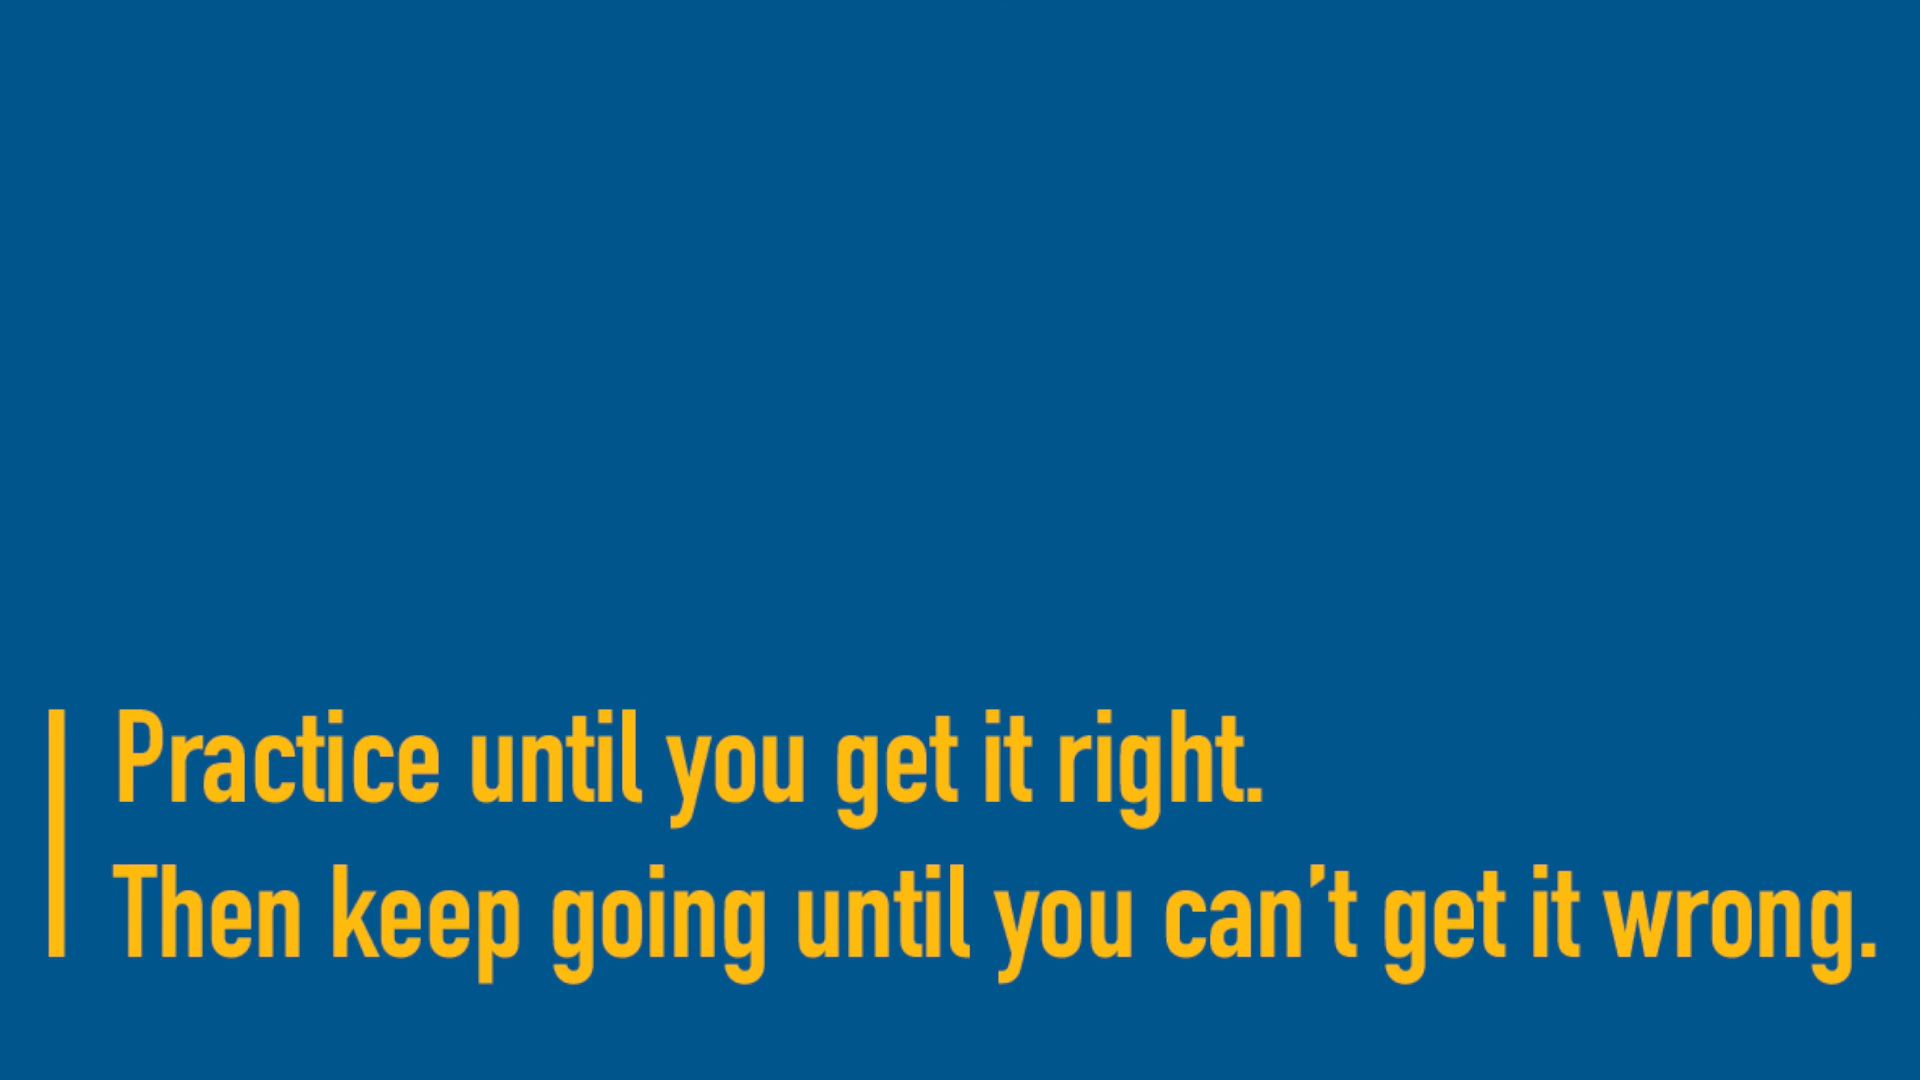 Practice until you get it right.
Then keep going until you can’t get it wrong.